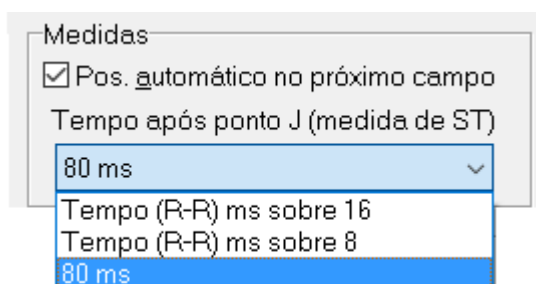 Medidas
Pos. automático no próximo campo
Tempo após ponto J (medida de ST)
80 ms
Tempo (R-R) ms sobre 16
Tempo (R-R) ms sobre 8
80 ms